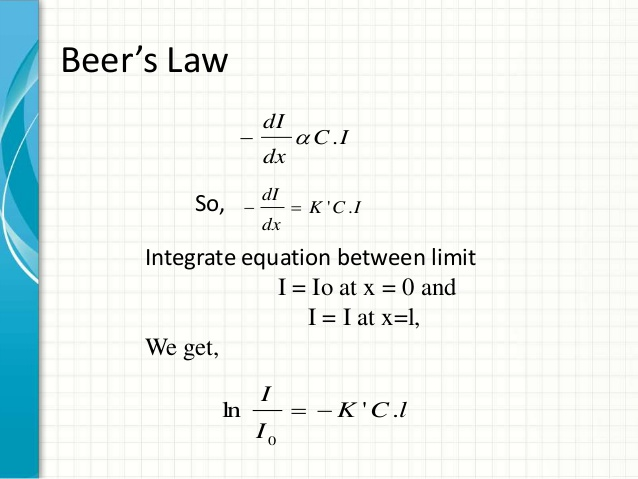 Beer’s Law
− dI/dx α C . I
So, − dI/dx = K ' C . I
Integrate equation between limit
I = Io at x = 0 and
I = I at x=l,
We get,
ln I/I₀ = − K ' C . l